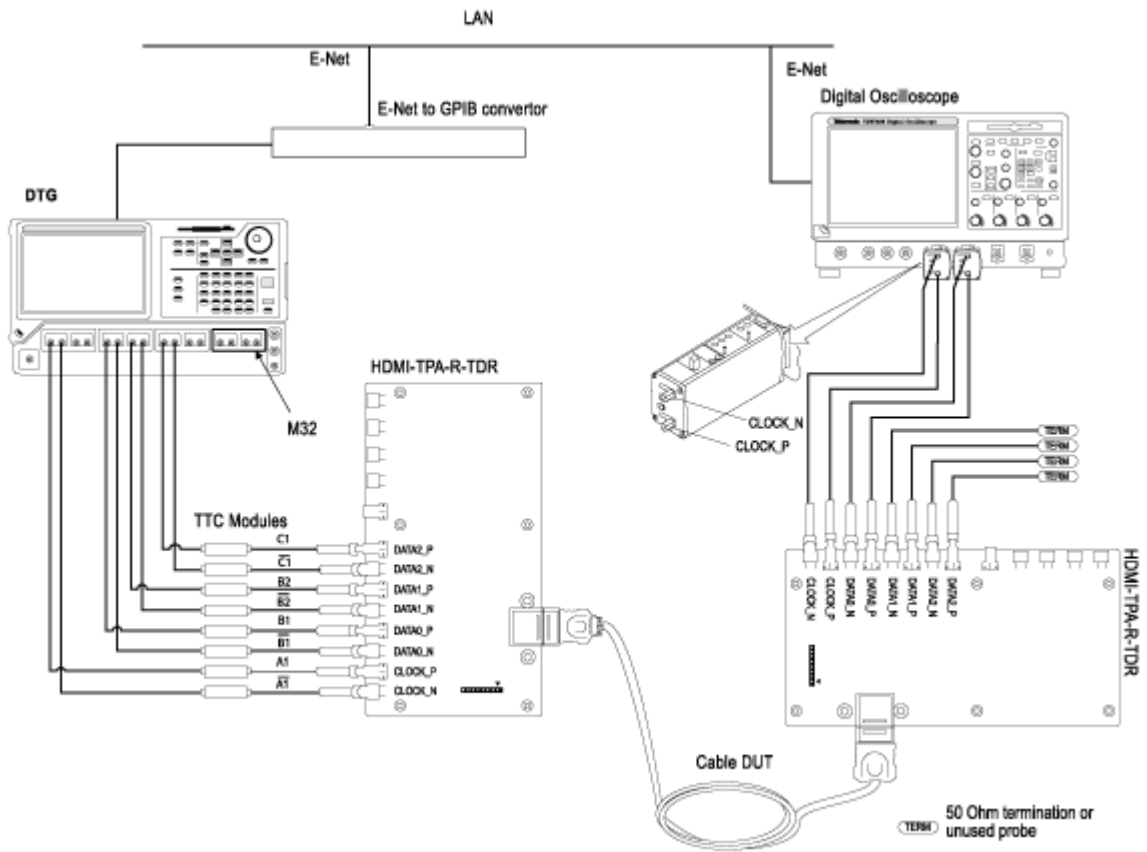 LAN
E-Net
E-Net
E-Net to GPIB convertor
Digital Oscilloscope
Tektronix
Digital Oscilloscope
DTG
HDMI-TPA-R-TDR
M32
CLOCK_N
CLOCK_P
TERM
TERM
TERM
TERM
TTC Modules
C1
C1
B2
B2
B1
B1
A1
A1
DATA2_P
DATA2_N
DATA1_P
DATA1_N
DATA0_P
DATA0_N
CLOCK_P
CLOCK_N
CLOCK_N
CLOCK_P
DATA0_N
DATA0_P
DATA1_N
DATA1_P
DATA2_N
DATA2_P
HDMI-TPA-R-TDR
Cable DUT
TERM
50 Ohm termination or
unused probe